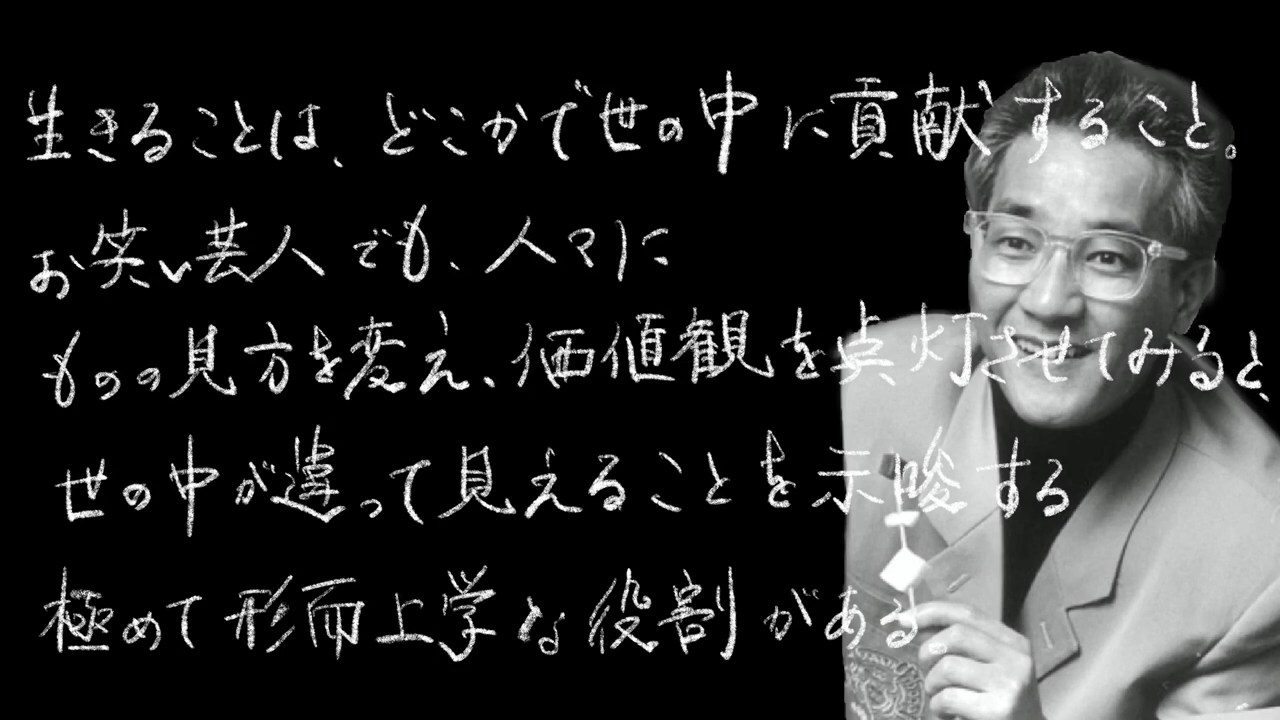 生きることは、どこかで世の中に貢献すること。
お笑い芸人でも、人々に
ものの見方を変え、価値観を点灯させてみると、
世の中が違って見えることを示唆する
極めて形而上学な役割がある。